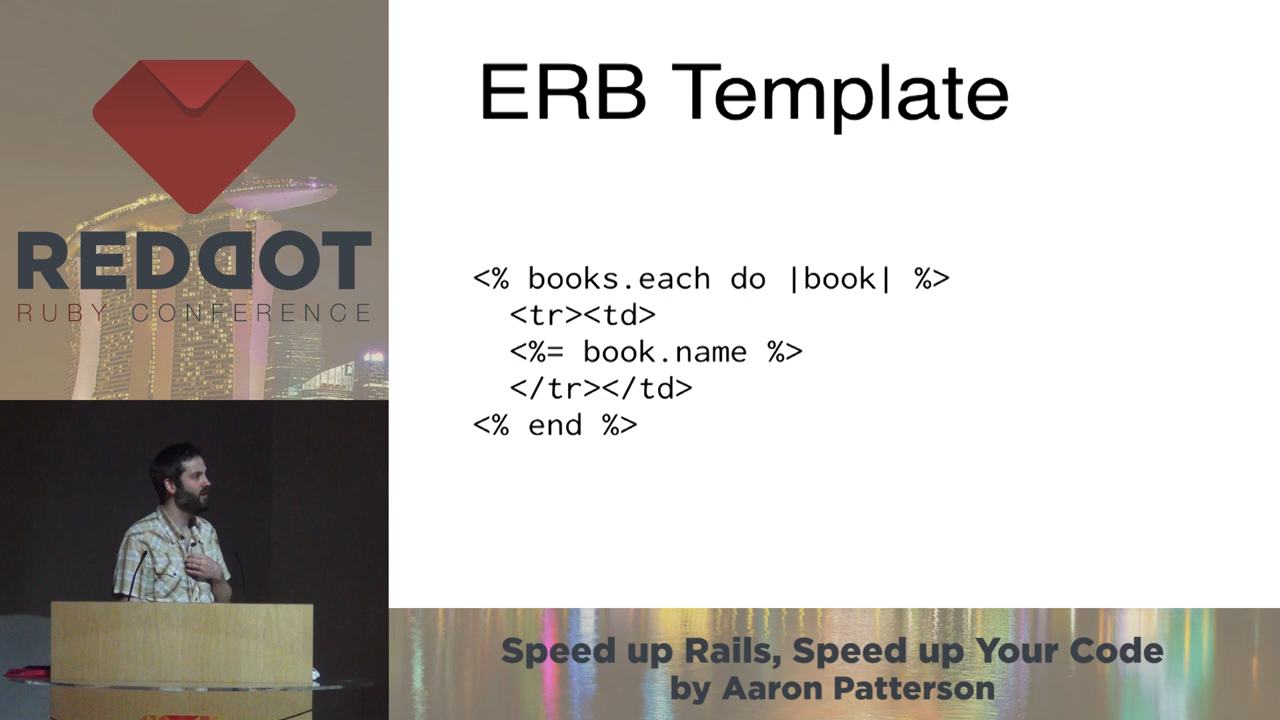 REDDOT
RUBY CONFERENCE
ERB Template
<% books.each do |book| %>
  <tr><td>
  <%= book.name %>
  </tr></td>
<% end %>
Speed up Rails, Speed up Your Code
by Aaron Patterson